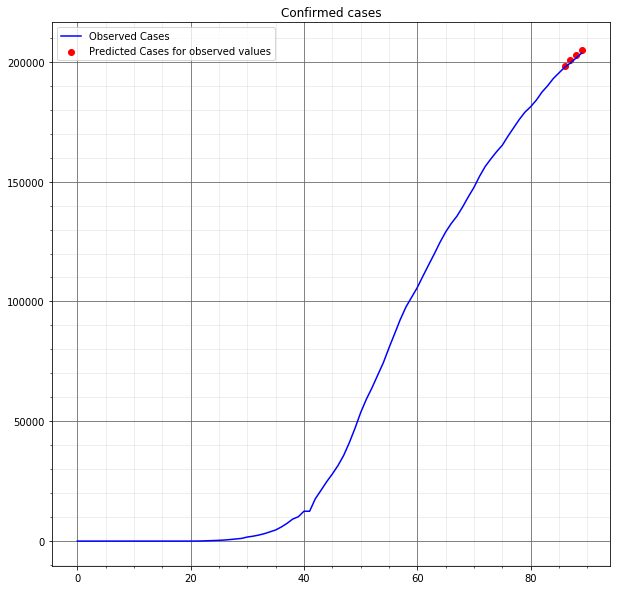 Confirmed cases
Observed Cases
Predicted Cases for observed values
200000
150000
100000
50000
0
0 20 40 60 80